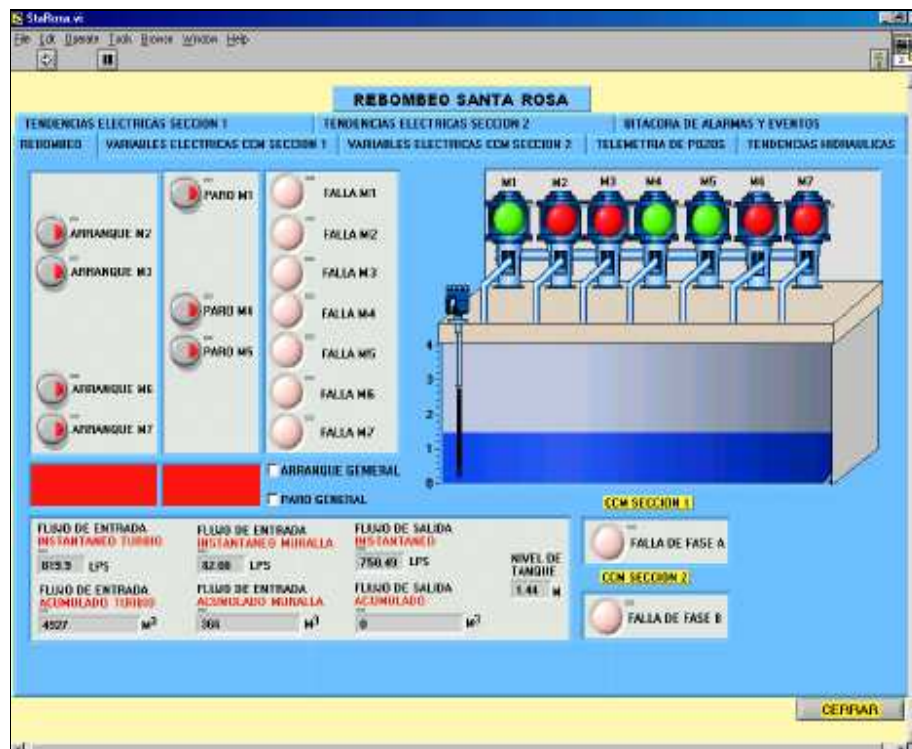 StaRosa.vi
File Edit Operate Tools Browse Window Help
REBOMBEO SANTA ROSA
TENDENCIAS ELECTRICAS SECCION 1 TENDENCIAS ELECTRICAS SECCION 2 BITACORA DE ALARMAS Y EVENTOS
REBOMBEO VARIABLES ELECTRICAS CCM SECCION 1 VARIABLES ELECTRICAS CCM SECCION 2 TELEMETRIA DE POZOS TENDENCIAS HIDRAULICAS
PARO M1 FALLA M1
ARRANQUE M2 FALLA M2
ARRANQUE M3 FALLA M3
PARO M4 FALLA M4
PARO M5 FALLA M5
ARRANQUE M6 FALLA M6
ARRANQUE M7 FALLA M7
M1 M2 M3 M4 M5 M6 M7
4
3
2
1
0
ARRANQUE GENERAL
PARO GENERAL
FLUJO DE ENTRADA
INSTANTANEO TURBIO
819.9 LPS
FLUJO DE ENTRADA
INSTANTANEO MURALLA
LPS
FLUJO DE SALIDA
INSTANTANEO
750.49 LPS
NIVEL DE
TANQUE
1.44 M
FLUJO DE ENTRADA
ACUMULADO TURBIO
4927 M3
FLUJO DE ENTRADA
ACUMULADO MURALLA
M3
FLUJO DE SALIDA
ACUMULADO
0 M3
CCM SECCION 1
FALLA DE FASE A
CCM SECCION 2
FALLA DE FASE B
CERRAR